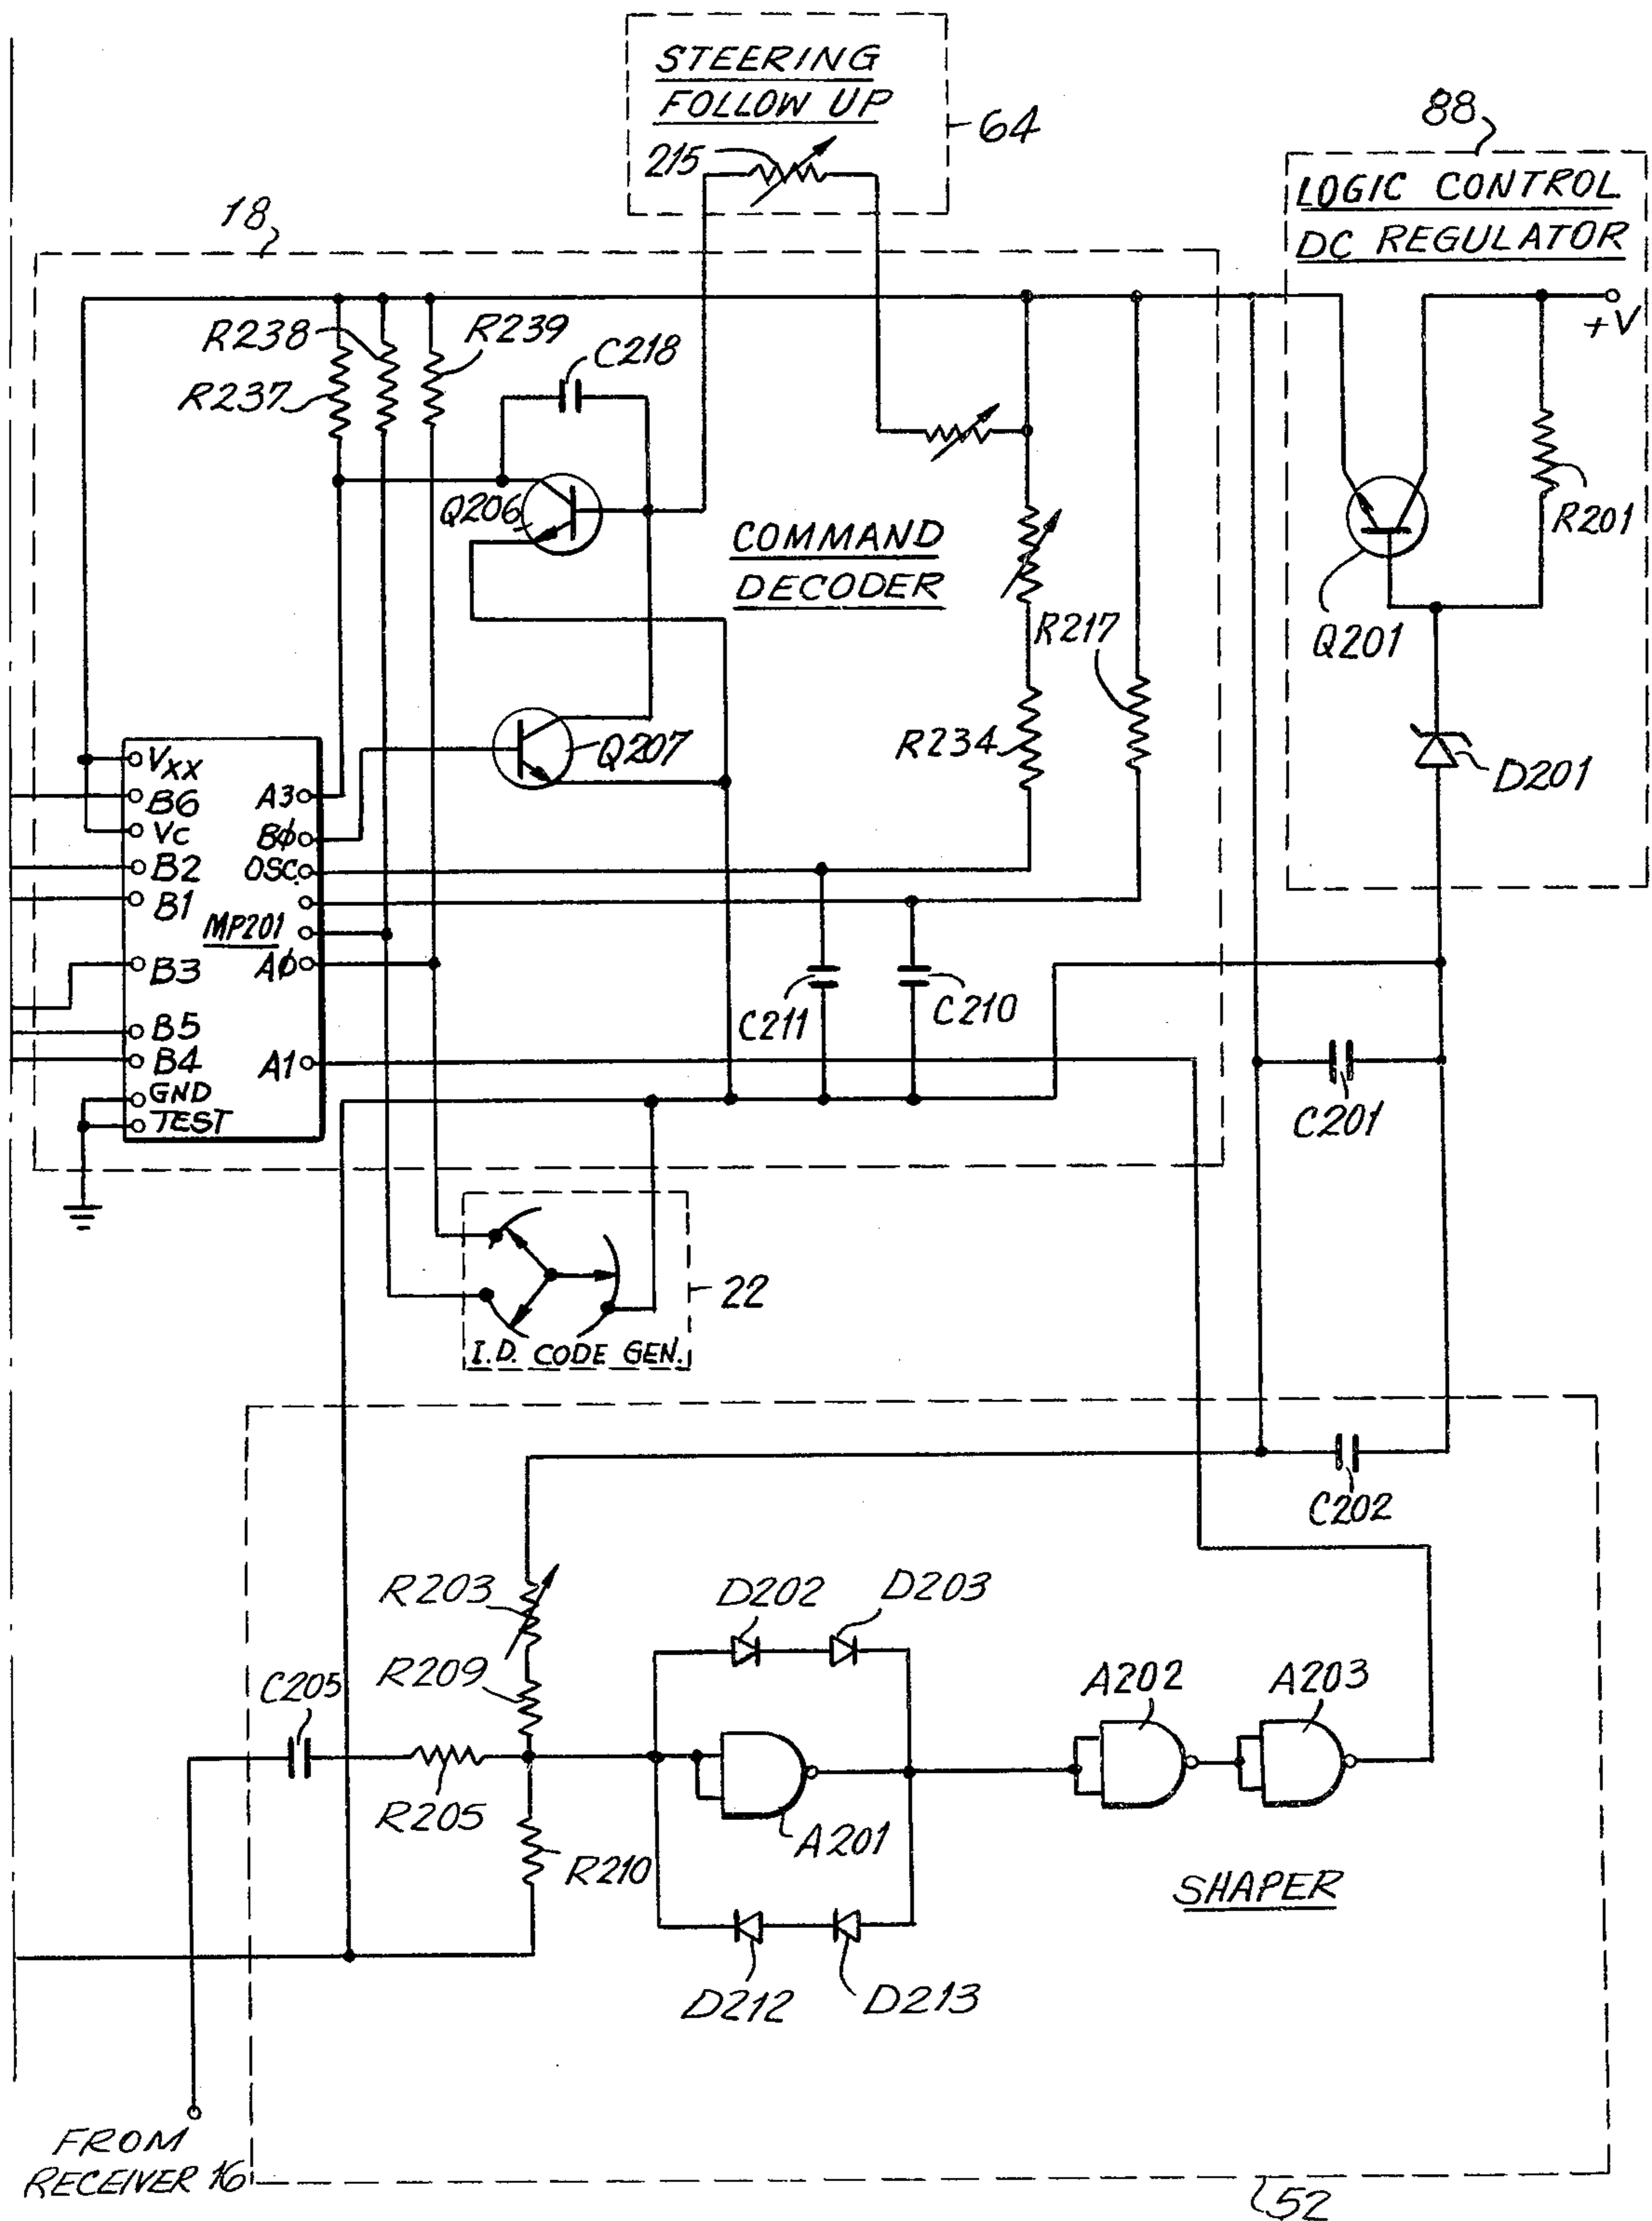 STEERING
FOLLOW UP
215
64
88
LOGIC CONTROL
DC REGULATOR
+V
18
R238
R239
R237
C218
Q206
COMMAND
DECODER
R201
Q201
R217
R234
Q207
D201
VXX
B6
VC
B2
B1
B3
B5
B4
GND
TEST
A3
BØ
OSC.
MP201
AØ
A1
C211
C210
C201
22
I.D. CODE GEN.
C202
R203
D202
D203
R209
C205
A202
A203
R205
A201
R210
SHAPER
D212
D213
FROM
RECEIVER 16
52